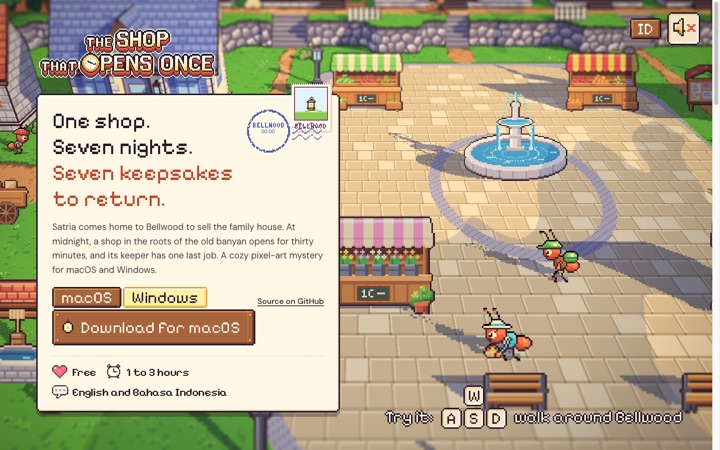 THE SHOP
THAT OPENS ONCE
ID
One shop.
Seven nights.
Seven keepsakes
to return.
BELLWOOD
00:00
BELLWOOD
Satria comes home to Bellwood to sell the family house. At
midnight, a shop in the roots of the old banyan opens for thirty
minutes, and its keeper has one last job. A cozy pixel-art mystery
for macOS and Windows.
macOS
Windows
Source on GitHub
Download for macOS
Free
1 to 3 hours
English and Bahasa Indonesia
1C—
1C—
1C—
Try it: W A S D walk around Bellwood